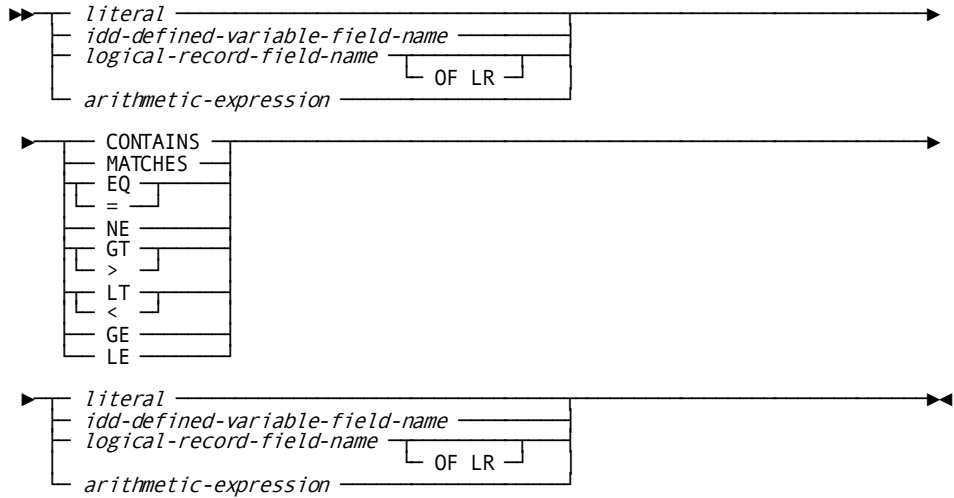 literal
idd-defined-variable-field-name
logical-record-field-name
OF LR
arithmetic-expression
CONTAINS
MATCHES
EQ
=
NE
GT
>
LT
<
GE
LE
literal
idd-defined-variable-field-name
logical-record-field-name
OF LR
arithmetic-expression